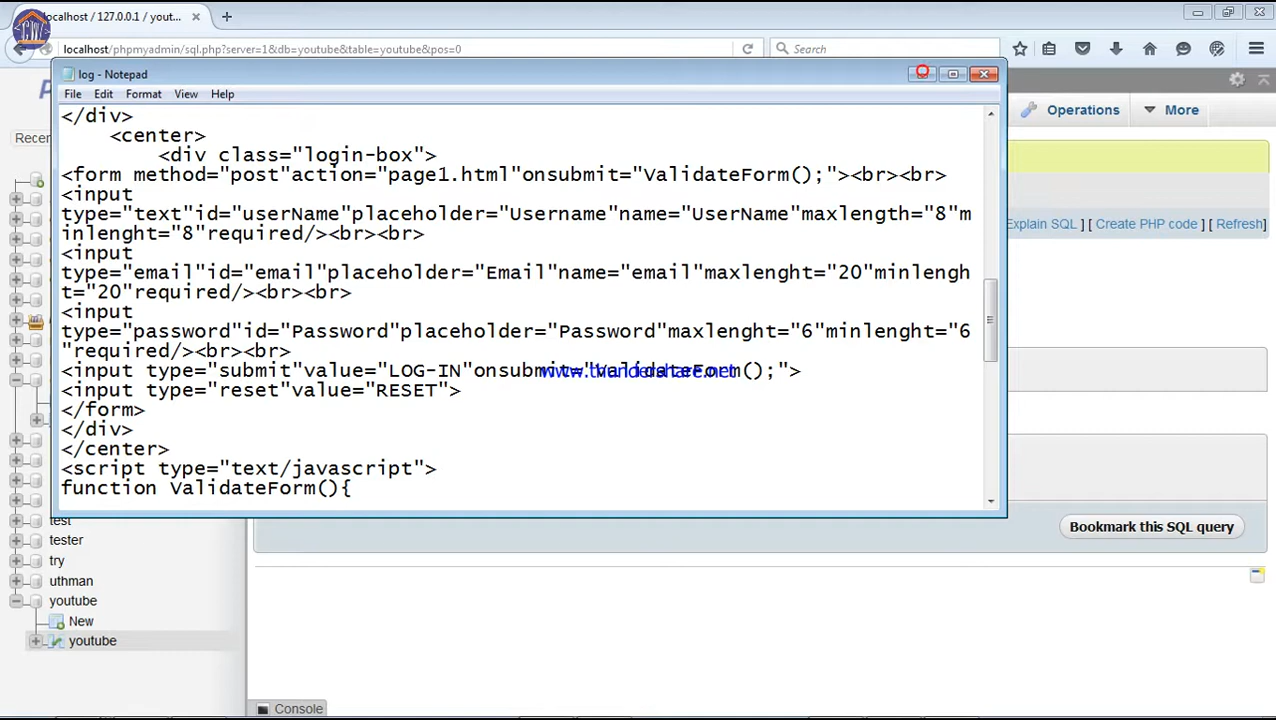 localhost / 127.0.0.1 / yout...
localhost/phpmyadmin/sql.php?server=1&db=youtube&table=youtube&pos=0
Search
log - Notepad
File Edit Format View Help
Operations
More
Recen
Explain SQL ] [ Create PHP code ] [ Refresh]
</div>
<center>
<div class="login-box">
<form method="post"action="page1.html"onsubmit="ValidateForm();"><br><br>
<input
type="text"id="userName"placeholder="Username"name="UserName"maxlength="8"m
inlenght="8"required/><br><br>
<input
type="email"id="email"placeholder="Email"name="email"maxlenght="20"minlengh
t="20"required/><br><br>
<input
type="password"id="Password"placeholder="Password"maxlenght="6"minlenght="6
"required/><br><br>
<input type="submit"value="LOG-IN"onsubmit="ValidateForm();">
www.thundershare.net
<input type="reset"value="RESET">
</form>
</div>
</center>
<script type="text/javascript">
function ValidateForm(){
Bookmark this SQL query
test
tester
try
uthman
youtube
New
youtube
Console